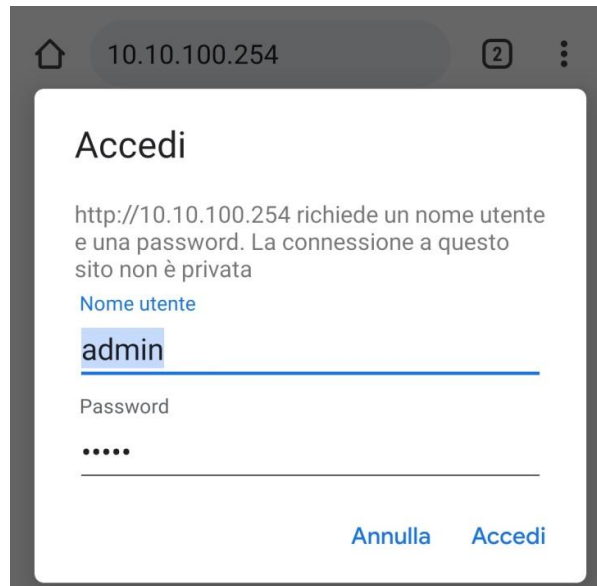 10.10.100.254
2
Accedi
http://10.10.100.254 richiede un nome utente
e una password. La connessione a questo
sito non è privata
Nome utente
admin
Password
•••••
Annulla Accedi